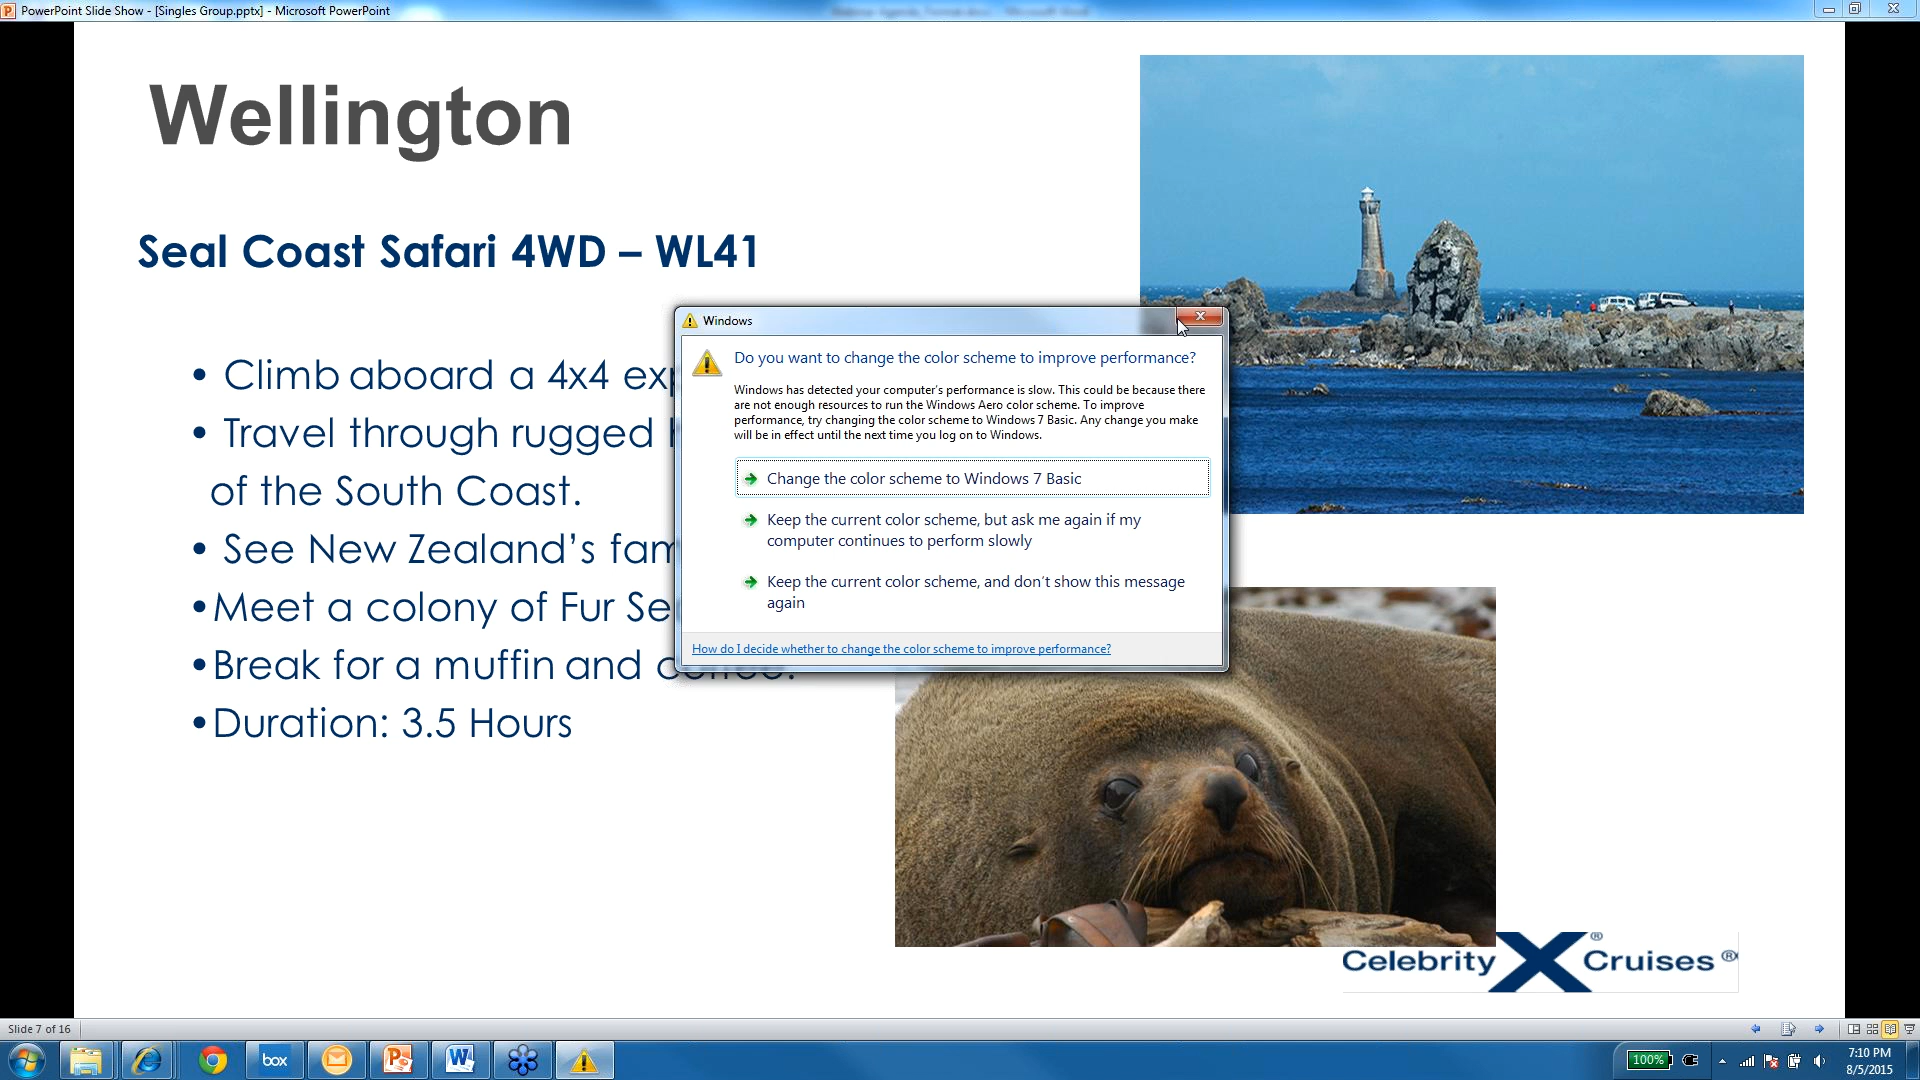 PowerPoint Slide Show - [Singles Group.pptx] - Microsoft PowerPoint
Wellington
Seal Coast Safari 4WD – WL41
• Climb aboard a 4x4
• Travel through rugged
of the South Coast.
• See New Zealand’s
•Meet a colony of Fur
•Break for a muffin and coffee.
•Duration: 3.5 Hours
Windows
Do you want to change the color scheme to improve performance?
Windows has detected your computer's performance is slow. This could be because there
are not enough resources to run the Windows Aero color scheme. To improve
performance, try changing the color scheme to Windows 7 Basic. Any change you make
will be in effect until the next time you log on to Windows.
Change the color scheme to Windows 7 Basic
Keep the current color scheme, but ask me again if my
computer continues to perform slowly
Keep the current color scheme, and don't show this message
again
How do I decide whether to change the color scheme to improve performance?
Celebrity X Cruises ®
Slide 7 of 16
box
100%
7:10 PM
8/5/2015